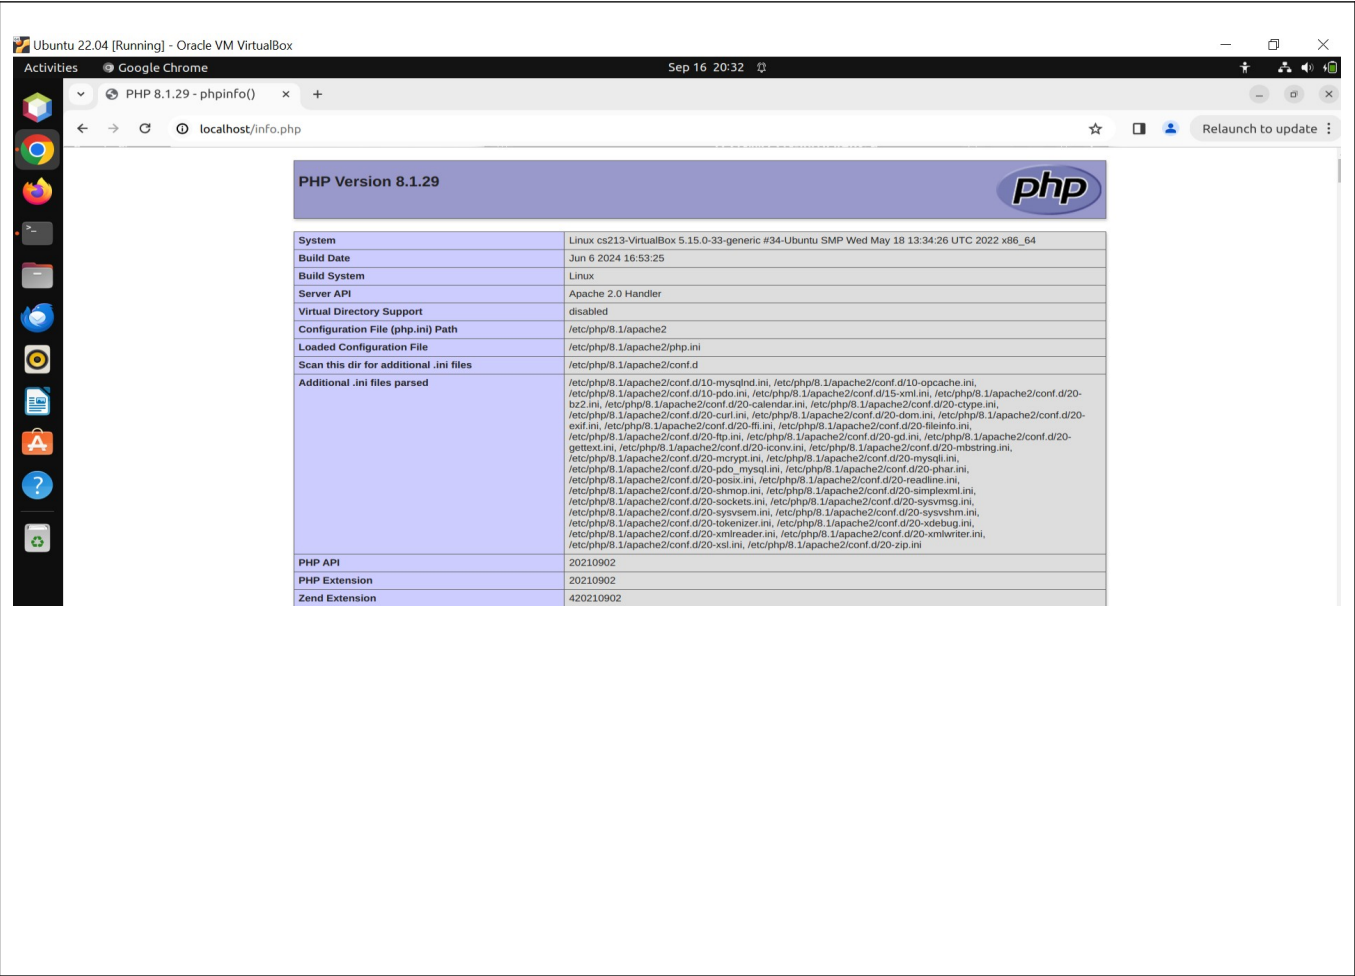 Ubuntu 22.04 [Running] - Oracle VM VirtualBox
Activities Google Chrome Sep 16 20:32
PHP 8.1.29 - phpinfo()
localhost/info.php Relaunch to update
PHP Version 8.1.29
php
System Linux cs213-VirtualBox 5.15.0-33-generic #34-Ubuntu SMP Wed May 18 13:34:26 UTC 2022 x86_64
Build Date Jun 6 2024 16:53:25
Build System Linux
Server API Apache 2.0 Handler
Virtual Directory Support disabled
Configuration File (php.ini) Path /etc/php/8.1/apache2
Loaded Configuration File /etc/php/8.1/apache2/php.ini
Scan this dir for additional .ini files /etc/php/8.1/apache2/conf.d
Additional .ini files parsed /etc/php/8.1/apache2/conf.d/10-mysqlnd.ini, /etc/php/8.1/apache2/conf.d/10-opcache.ini,
/etc/php/8.1/apache2/conf.d/10-pdo.ini, /etc/php/8.1/apache2/conf.d/15-xml.ini, /etc/php/8.1/apache2/conf.d/20-
bz2.ini, /etc/php/8.1/apache2/conf.d/20-calendar.ini, /etc/php/8.1/apache2/conf.d/20-ctype.ini,
/etc/php/8.1/apache2/conf.d/20-curl.ini, /etc/php/8.1/apache2/conf.d/20-dom.ini, /etc/php/8.1/apache2/conf.d/20-
exif.ini, /etc/php/8.1/apache2/conf.d/20-ffi.ini, /etc/php/8.1/apache2/conf.d/20-fileinfo.ini,
/etc/php/8.1/apache2/conf.d/20-ftp.ini, /etc/php/8.1/apache2/conf.d/20-gd.ini, /etc/php/8.1/apache2/conf.d/20-
gettext.ini, /etc/php/8.1/apache2/conf.d/20-iconv.ini, /etc/php/8.1/apache2/conf.d/20-mbstring.ini,
/etc/php/8.1/apache2/conf.d/20-mcrypt.ini, /etc/php/8.1/apache2/conf.d/20-mysqli.ini,
/etc/php/8.1/apache2/conf.d/20-pdo_mysql.ini, /etc/php/8.1/apache2/conf.d/20-phar.ini,
/etc/php/8.1/apache2/conf.d/20-posix.ini, /etc/php/8.1/apache2/conf.d/20-readline.ini,
/etc/php/8.1/apache2/conf.d/20-shmop.ini, /etc/php/8.1/apache2/conf.d/20-simplexml.ini,
/etc/php/8.1/apache2/conf.d/20-sockets.ini, /etc/php/8.1/apache2/conf.d/20-sysvmsg.ini,
/etc/php/8.1/apache2/conf.d/20-sysvsem.ini, /etc/php/8.1/apache2/conf.d/20-sysvshm.ini,
/etc/php/8.1/apache2/conf.d/20-tokenizer.ini, /etc/php/8.1/apache2/conf.d/20-xdebug.ini,
/etc/php/8.1/apache2/conf.d/20-xmlreader.ini, /etc/php/8.1/apache2/conf.d/20-xmlwriter.ini,
/etc/php/8.1/apache2/conf.d/20-xsl.ini, /etc/php/8.1/apache2/conf.d/20-zip.ini
PHP API 20210902
PHP Extension 20210902
Zend Extension 420210902